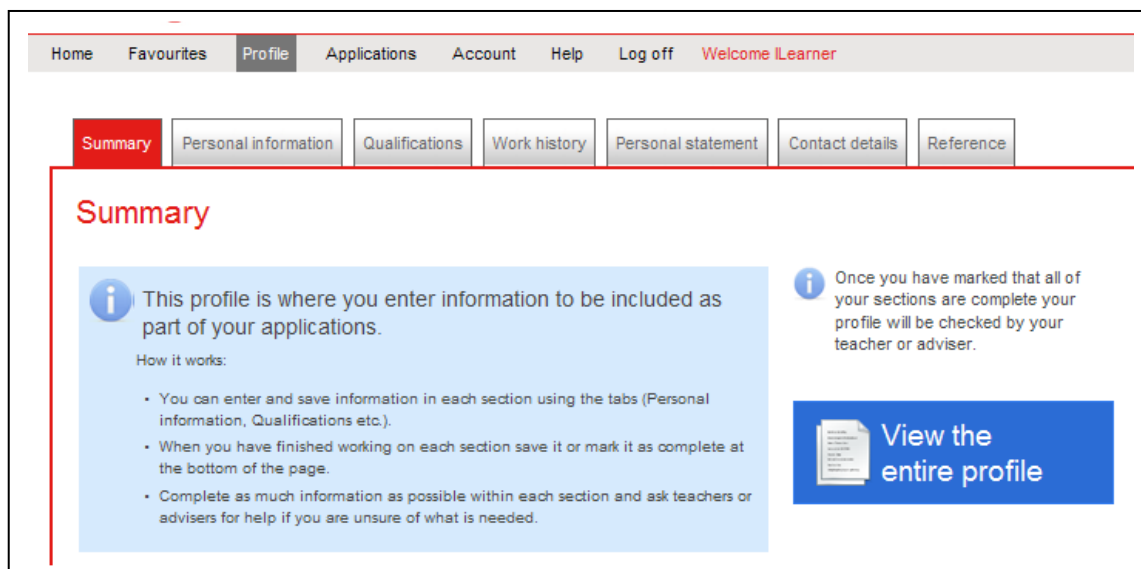 Home Favourites Profile Applications Account Help Log off Welcome lLearner
Summary Personal information Qualifications Work history Personal statement Contact details Reference
Summary
This profile is where you enter information to be included as
part of your applications.
How it works:
• You can enter and save information in each section using the tabs (Personal
information, Qualifications etc.).
• When you have finished working on each section save it or mark it as complete at
the bottom of the page.
• Complete as much information as possible within each section and ask teachers or
advisers for help if you are unsure of what is needed.
Once you have marked that all of
your sections are complete your
profile will be checked by your
teacher or adviser.
View the
entire profile